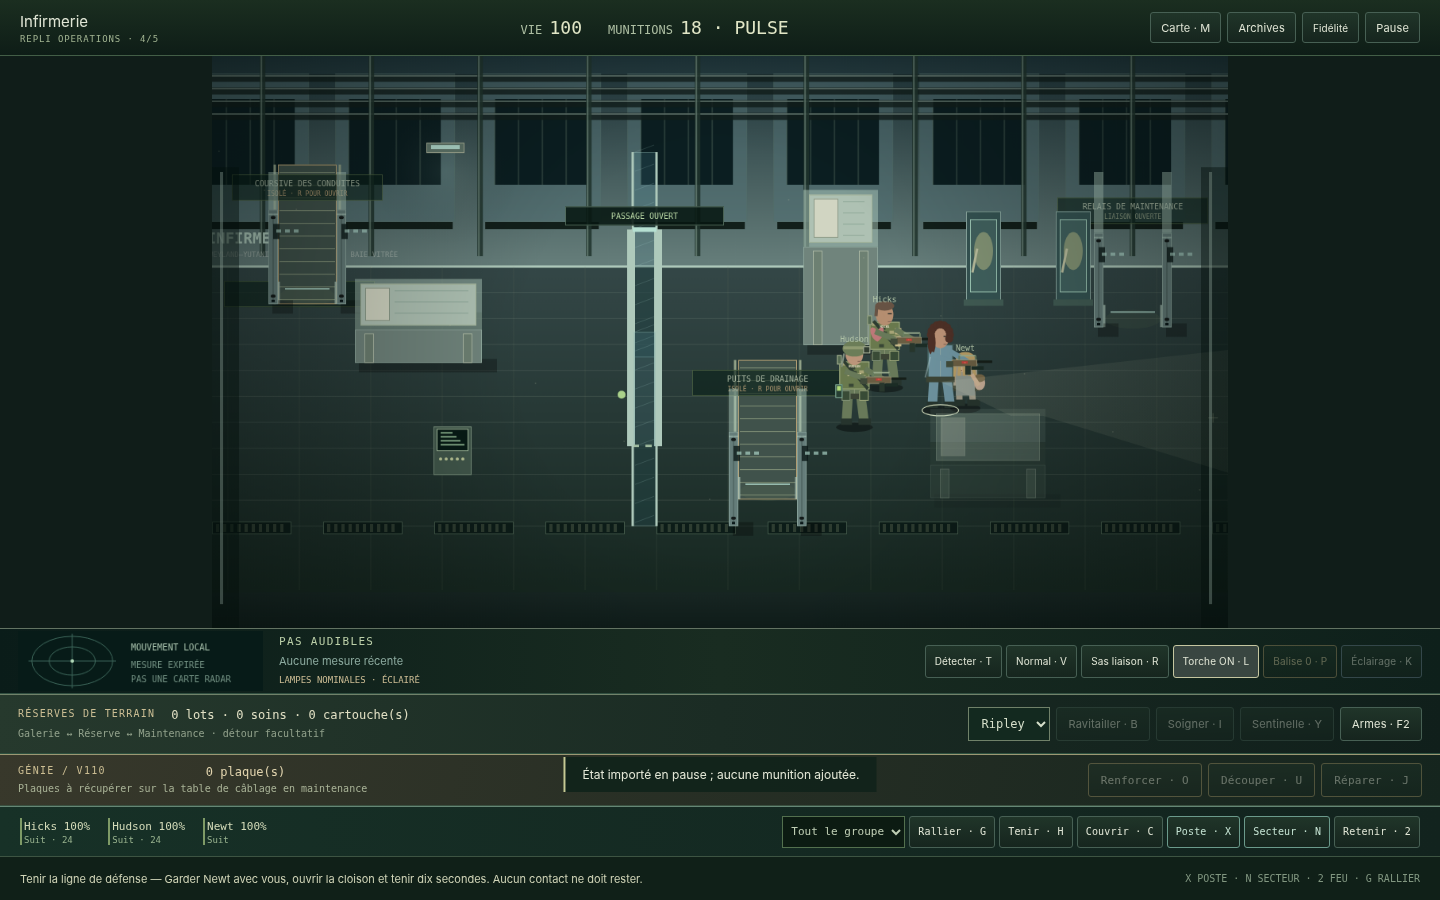 Infirmerie
REPLI OPERATIONS · 4/5
VIE 100 MUNITIONS 18 · PULSE
Carte · M
Archives
Fidélité
Pause
COURSIVE DES CONDUITES
ISOLÉ · R POUR OUVRIR
PASSAGE OUVERT
RELAIS DE MAINTENANCE
LIAISON OUVERTE
INFIRME
BAIE VITRÉE
Hicks
Hudson
Newt
PUITS DE DRAINAGE
ISOLÉ · R POUR OUVRIR
MOUVEMENT LOCAL
MESURE EXPIRÉE
PAS UNE CARTE RADAR
PAS AUDIBLES
Aucune mesure récente
LAMPES NOMINALES · ÉCLAIRÉ
Détecter · T
Normal · V
Sas liaison · R
Torche ON · L
Balise 0 · P
Éclairage · K
RÉSERVES DE TERRAIN 0 lots · 0 soins · 0 cartouche(s)
Galerie ↔ Réserve ↔ Maintenance · détour facultatif
Ripley
Ravitailler · B
Soigner · I
Sentinelle · Y
Armes · F2
GÉNIE / V110 0 plaque(s)
Plaques à récupérer sur la table de câblage en maintenance
État importé en pause ; aucune munition ajoutée.
Renforcer · O
Découper · U
Réparer · J
Hicks 100%
Suit · 24
Hudson 100%
Suit · 24
Newt 100%
Suit
Tout le groupe
Rallier · G
Tenir · H
Couvrir · C
Poste · X
Secteur · N
Retenir · 2
Tenir la ligne de défense — Garder Newt avec vous, ouvrir la cloison et tenir dix secondes. Aucun contact ne doit rester.
X POSTE · N SECTEUR · 2 FEU · G RALLIER